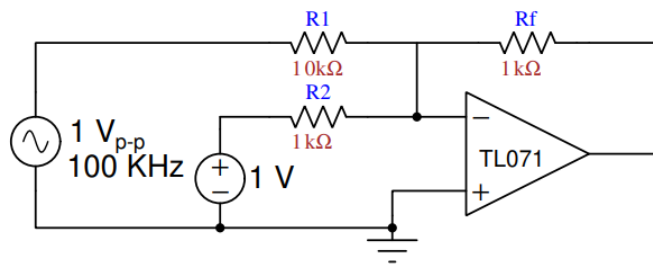 R1
10kΩ
Rf
1kΩ
R2
1kΩ
1 Vp-p
100 KHz
+
−
1 V
−
+
TL071